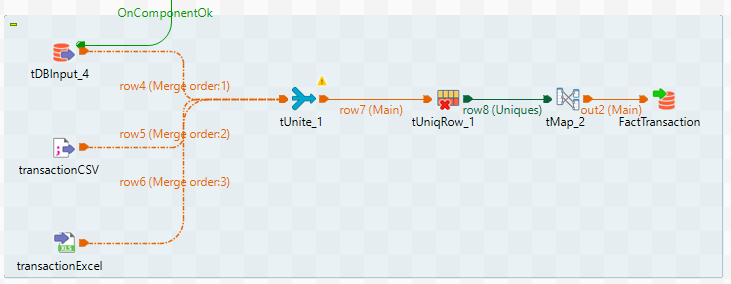 OnComponentOk
tDBInput_4
row4 (Merge order:1)
tUnite_1
row7 (Main)
tUniqRow_1
row8 (Uniques)
tMap_2
out2 (Main)
FactTransaction
row5 (Merge order:2)
transactionCSV
row6 (Merge order:3)
XLS
transactionExcel